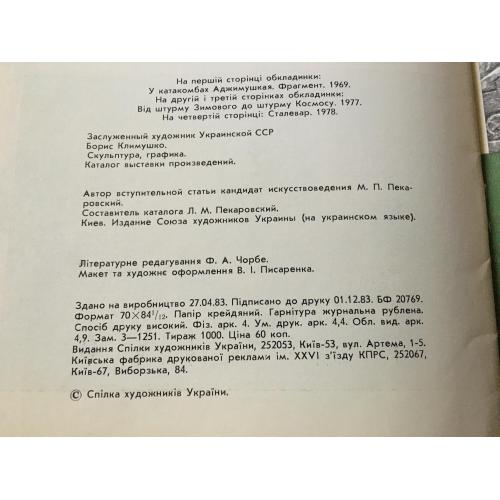 На першій сторінці обкладинки:
У катакомбах Аджимушкая. Фрагмент. 1969.
На другій і третій сторінках обкладинки:
Від штурму Зимового до штурму Космосу. 1977.
На четвертій сторінці: Сталевар. 1978.
Заслуженный художник Украинской ССР
Борис Климушко.
Скульптура, графика.
Каталог выставки произведений.
Автор вступительной статьи кандидат искусствоведения М. П. Пека-
ровский.
Составитель каталога Л. М. Пекаровский.
Киев. Издание Союза художников Украины (на украинском языке).
Літературне редагування Ф. А. Чорбе.
Макет та художнє оформлення В. І. Писаренка.
Здано на виробництво 27.04.83. Підписано до друку 01.12.83. БФ 20769.
Формат 70×84¹/₁₂. Папір крейдяний. Гарнітура журнальна рублена.
Спосіб друку високий. Фіз. арк. 4. Ум. друк. арк. 4,4. Обл. вид. арк.
4,9. Зам. 3—1251. Тираж 1000. Ціна 60 коп.
Видання Спілки художників України, 252053, Київ-53, вул. Артема, 1-5.
Київська фабрика друкованої реклами ім. XXVI з'їзду КПРС, 252067,
Київ-67, Виборзька, 84.
© Спілка художників України.